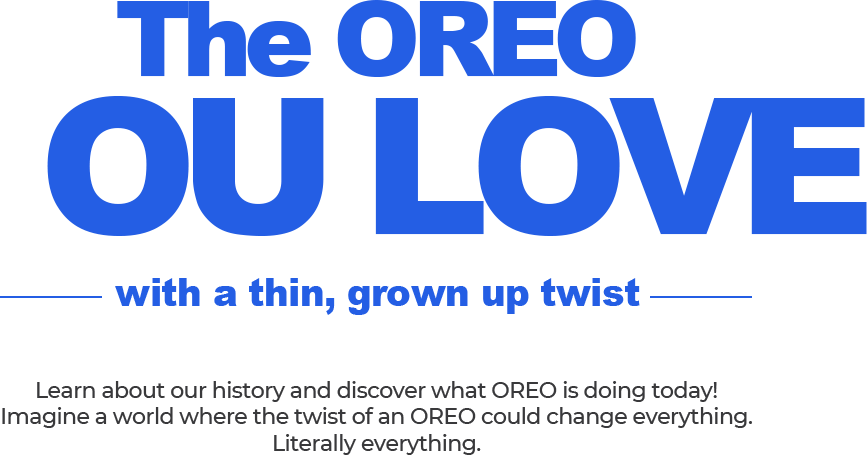 The OREO
OU LOVE
with a thin, grown up twist
Learn about our history and discover what OREO is doing today!
Imagine a world where the twist of an OREO could change everything.
Literally everything.